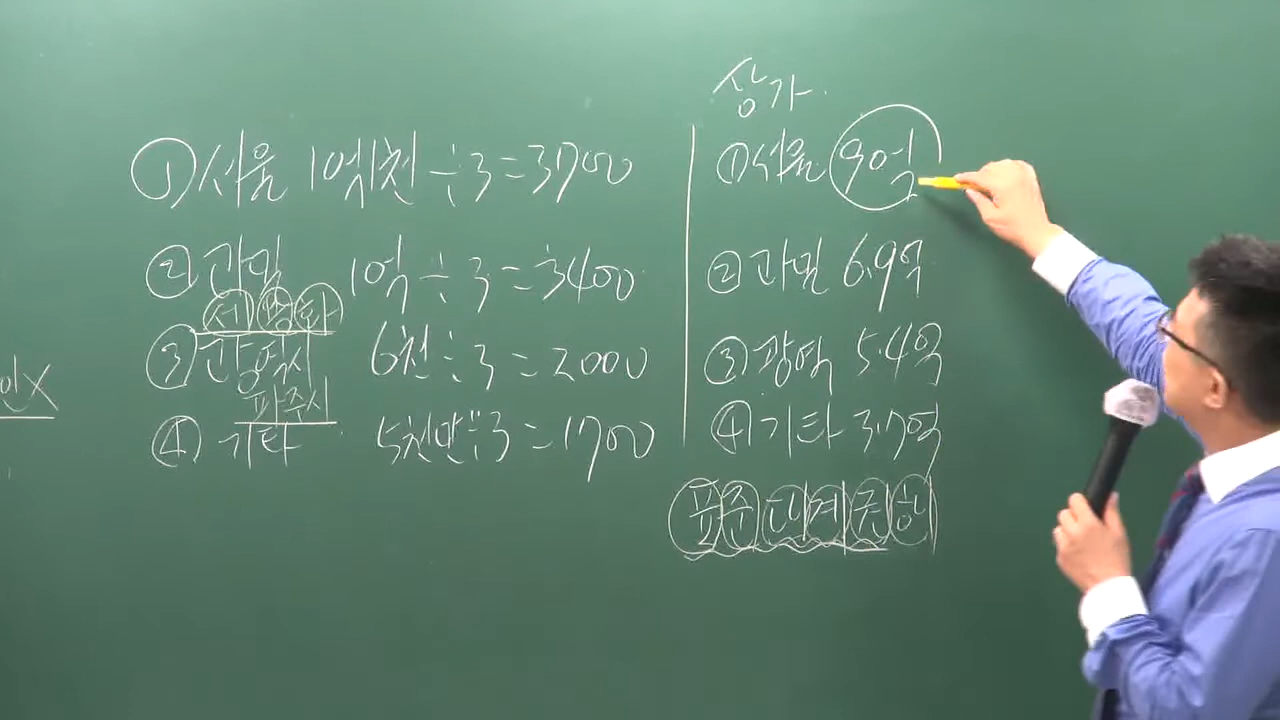 ① 서울 1억1천 ÷ 3 = 3700
② 과밀 1억 ÷ 3 = 3400
세 용 화
③ 광역시 6천 ÷ 3 = 2000
파주시
④ 기타 5천만 ÷ 3 = 1700
상가
① 서울 9억
② 과밀 6.9억
③ 광역 5.4억
④ 기타 3.7억
표준
X